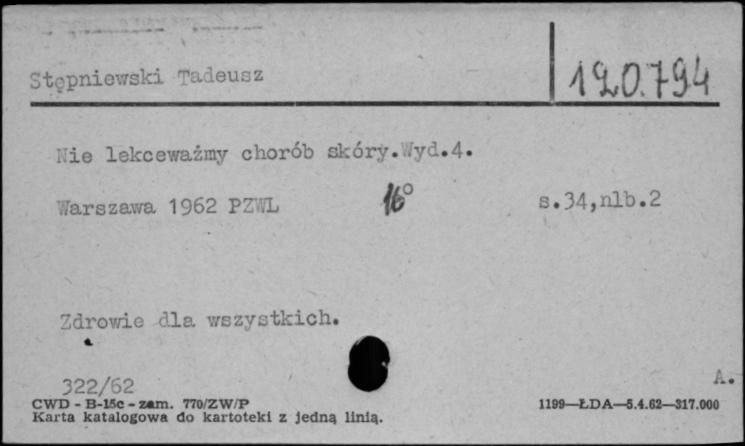 Stępniewski Tadeusz
120.794
Nie lekceważmy chorób skóry.Wyd.4.
Warszawa 1962 PZWL 16° s.34,nlb.2
Zdrowie dla wszystkich.
322/62 A.
CWD - B-15c - zam. 770/ZW/P 1199—ŁDA—5.4.62—317.000
Karta katalogowa do kartoteki z jedną linią.